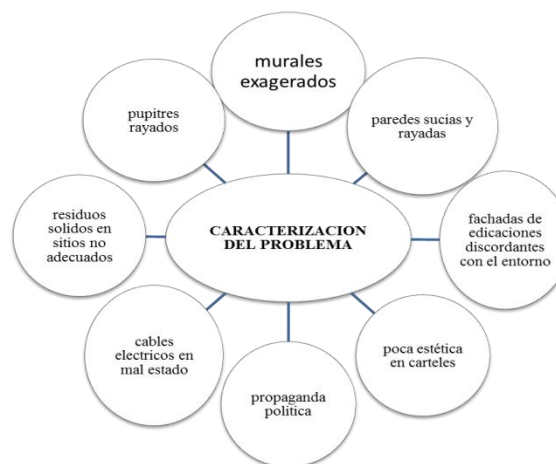 murales
exagerados
pupitres
rayados
paredes sucias y
rayadas
residuos
solidos en
sitios no
adecuados
CARACTERIZACION
DEL PROBLEMA
fachadas de
edicaciones
discordantes
con el entorno
cables
electricos en
mal estado
poca estética
en carteles
propaganda
politica